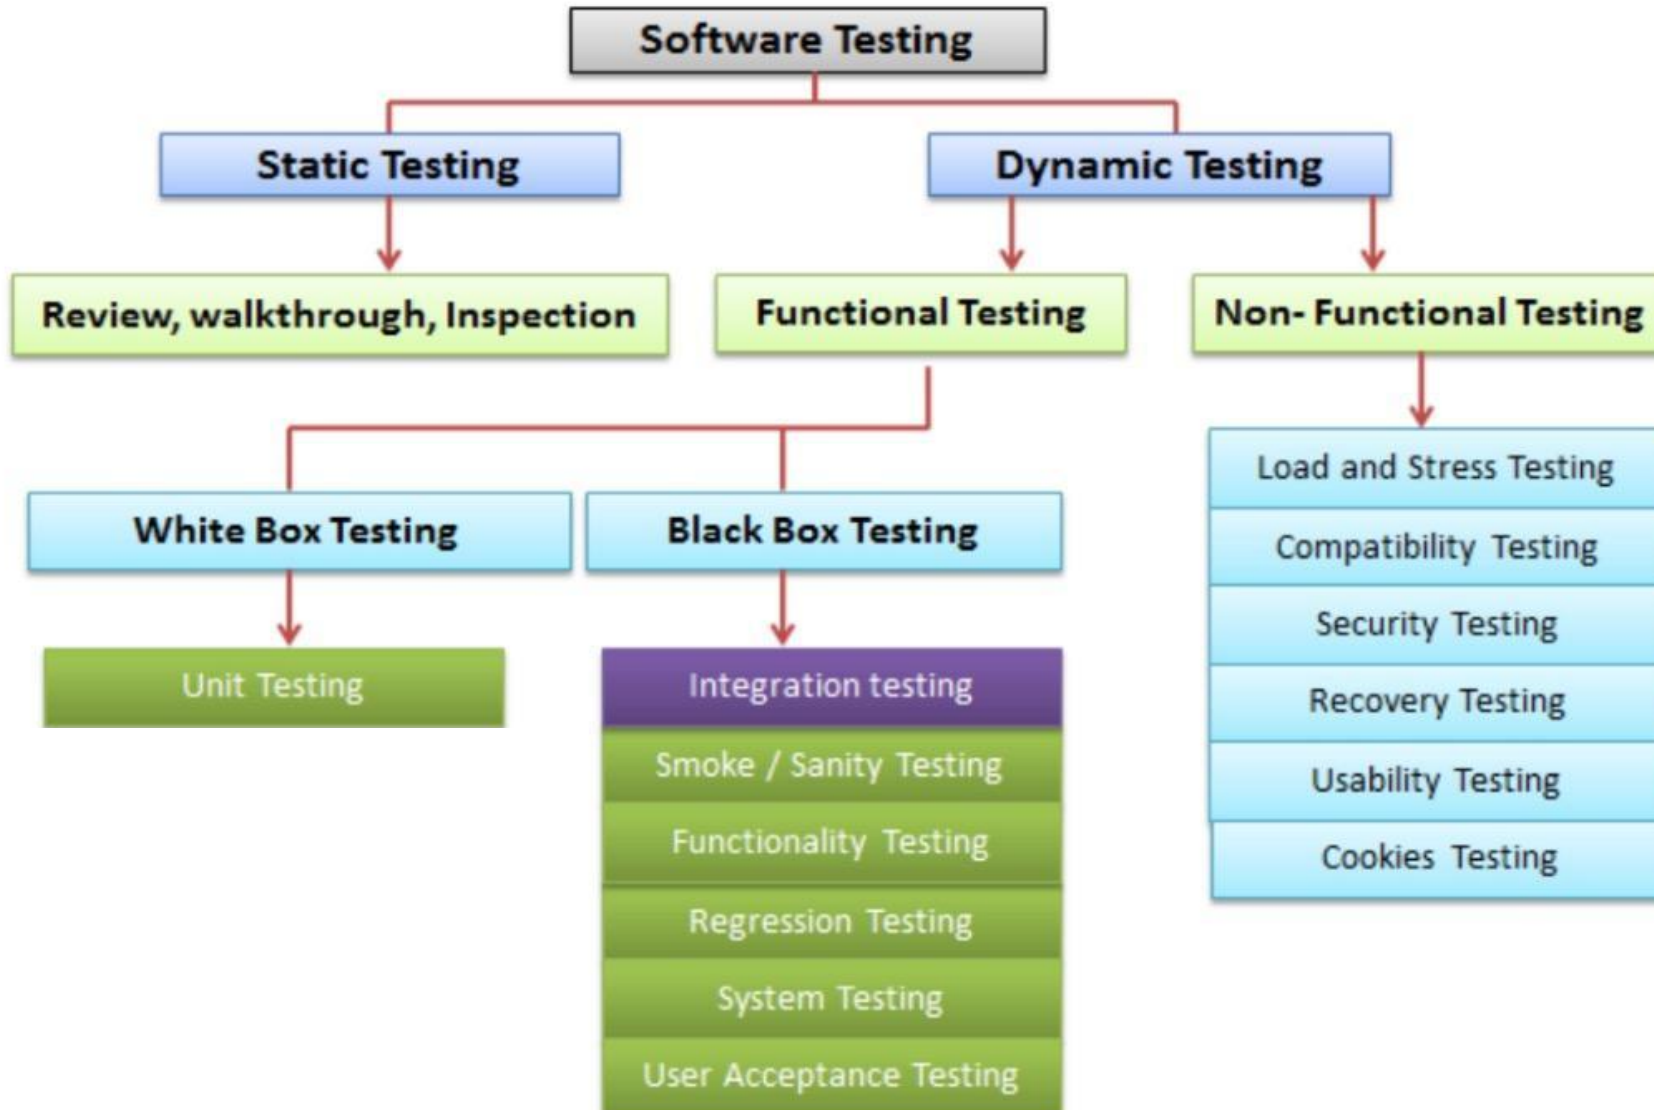 Software Testing
Static Testing
Dynamic Testing
Review, walkthrough, Inspection
Functional Testing
Non- Functional Testing
White Box Testing
Black Box Testing
Unit Testing
Integration testing
Smoke / Sanity Testing
Functionality Testing
Regression Testing
System Testing
User Acceptance Testing
Load and Stress Testing
Compatibility Testing
Security Testing
Recovery Testing
Usability Testing
Cookies Testing